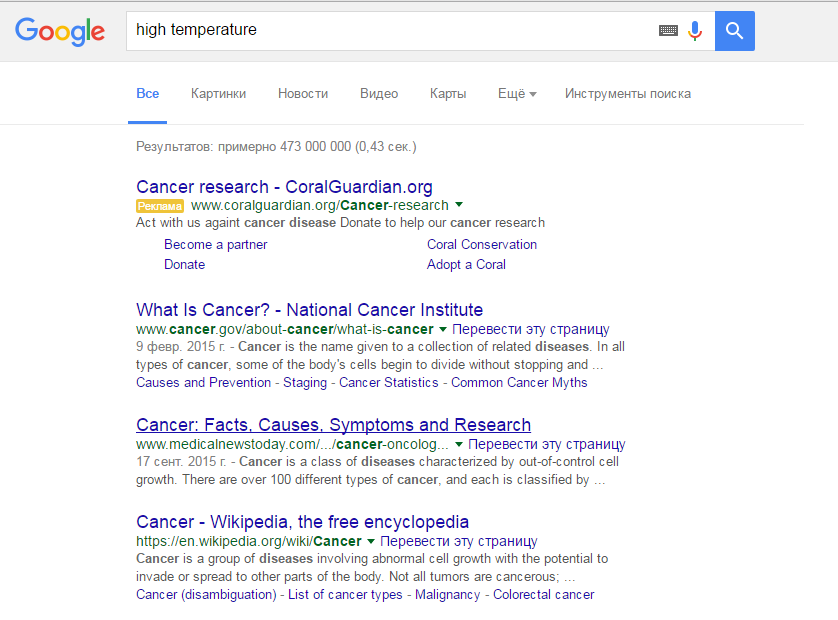 Google
high temperature
Все Картинки Новости Видео Карты Ещё Инструменты поиска
Результатов: примерно 473 000 000 (0,43 сек.)
Cancer research - CoralGuardian.org
Реклама www.coralguardian.org/Cancer-research
Act with us againt cancer disease Donate to help our cancer research
Become a partner Coral Conservation
Donate Adopt a Coral
What Is Cancer? - National Cancer Institute
www.cancer.gov/about-cancer/what-is-cancer Перевести эту страницу
9 февр. 2015 г. - Cancer is the name given to a collection of related diseases. In all
types of cancer, some of the body's cells begin to divide without stopping and ...
Causes and Prevention - Staging - Cancer Statistics - Common Cancer Myths
Cancer: Facts, Causes, Symptoms and Research
www.medicalnewstoday.com/.../cancer-oncolog... Перевести эту страницу
17 сент. 2015 г. - Cancer is a class of diseases characterized by out-of-control cell
growth. There are over 100 different types of cancer, and each is classified by ...
Cancer - Wikipedia, the free encyclopedia
https://en.wikipedia.org/wiki/Cancer Перевести эту страницу
Cancer is a group of diseases involving abnormal cell growth with the potential to
invade or spread to other parts of the body. Not all tumors are cancerous; ...
Cancer (disambiguation) - List of cancer types - Malignancy - Colorectal cancer